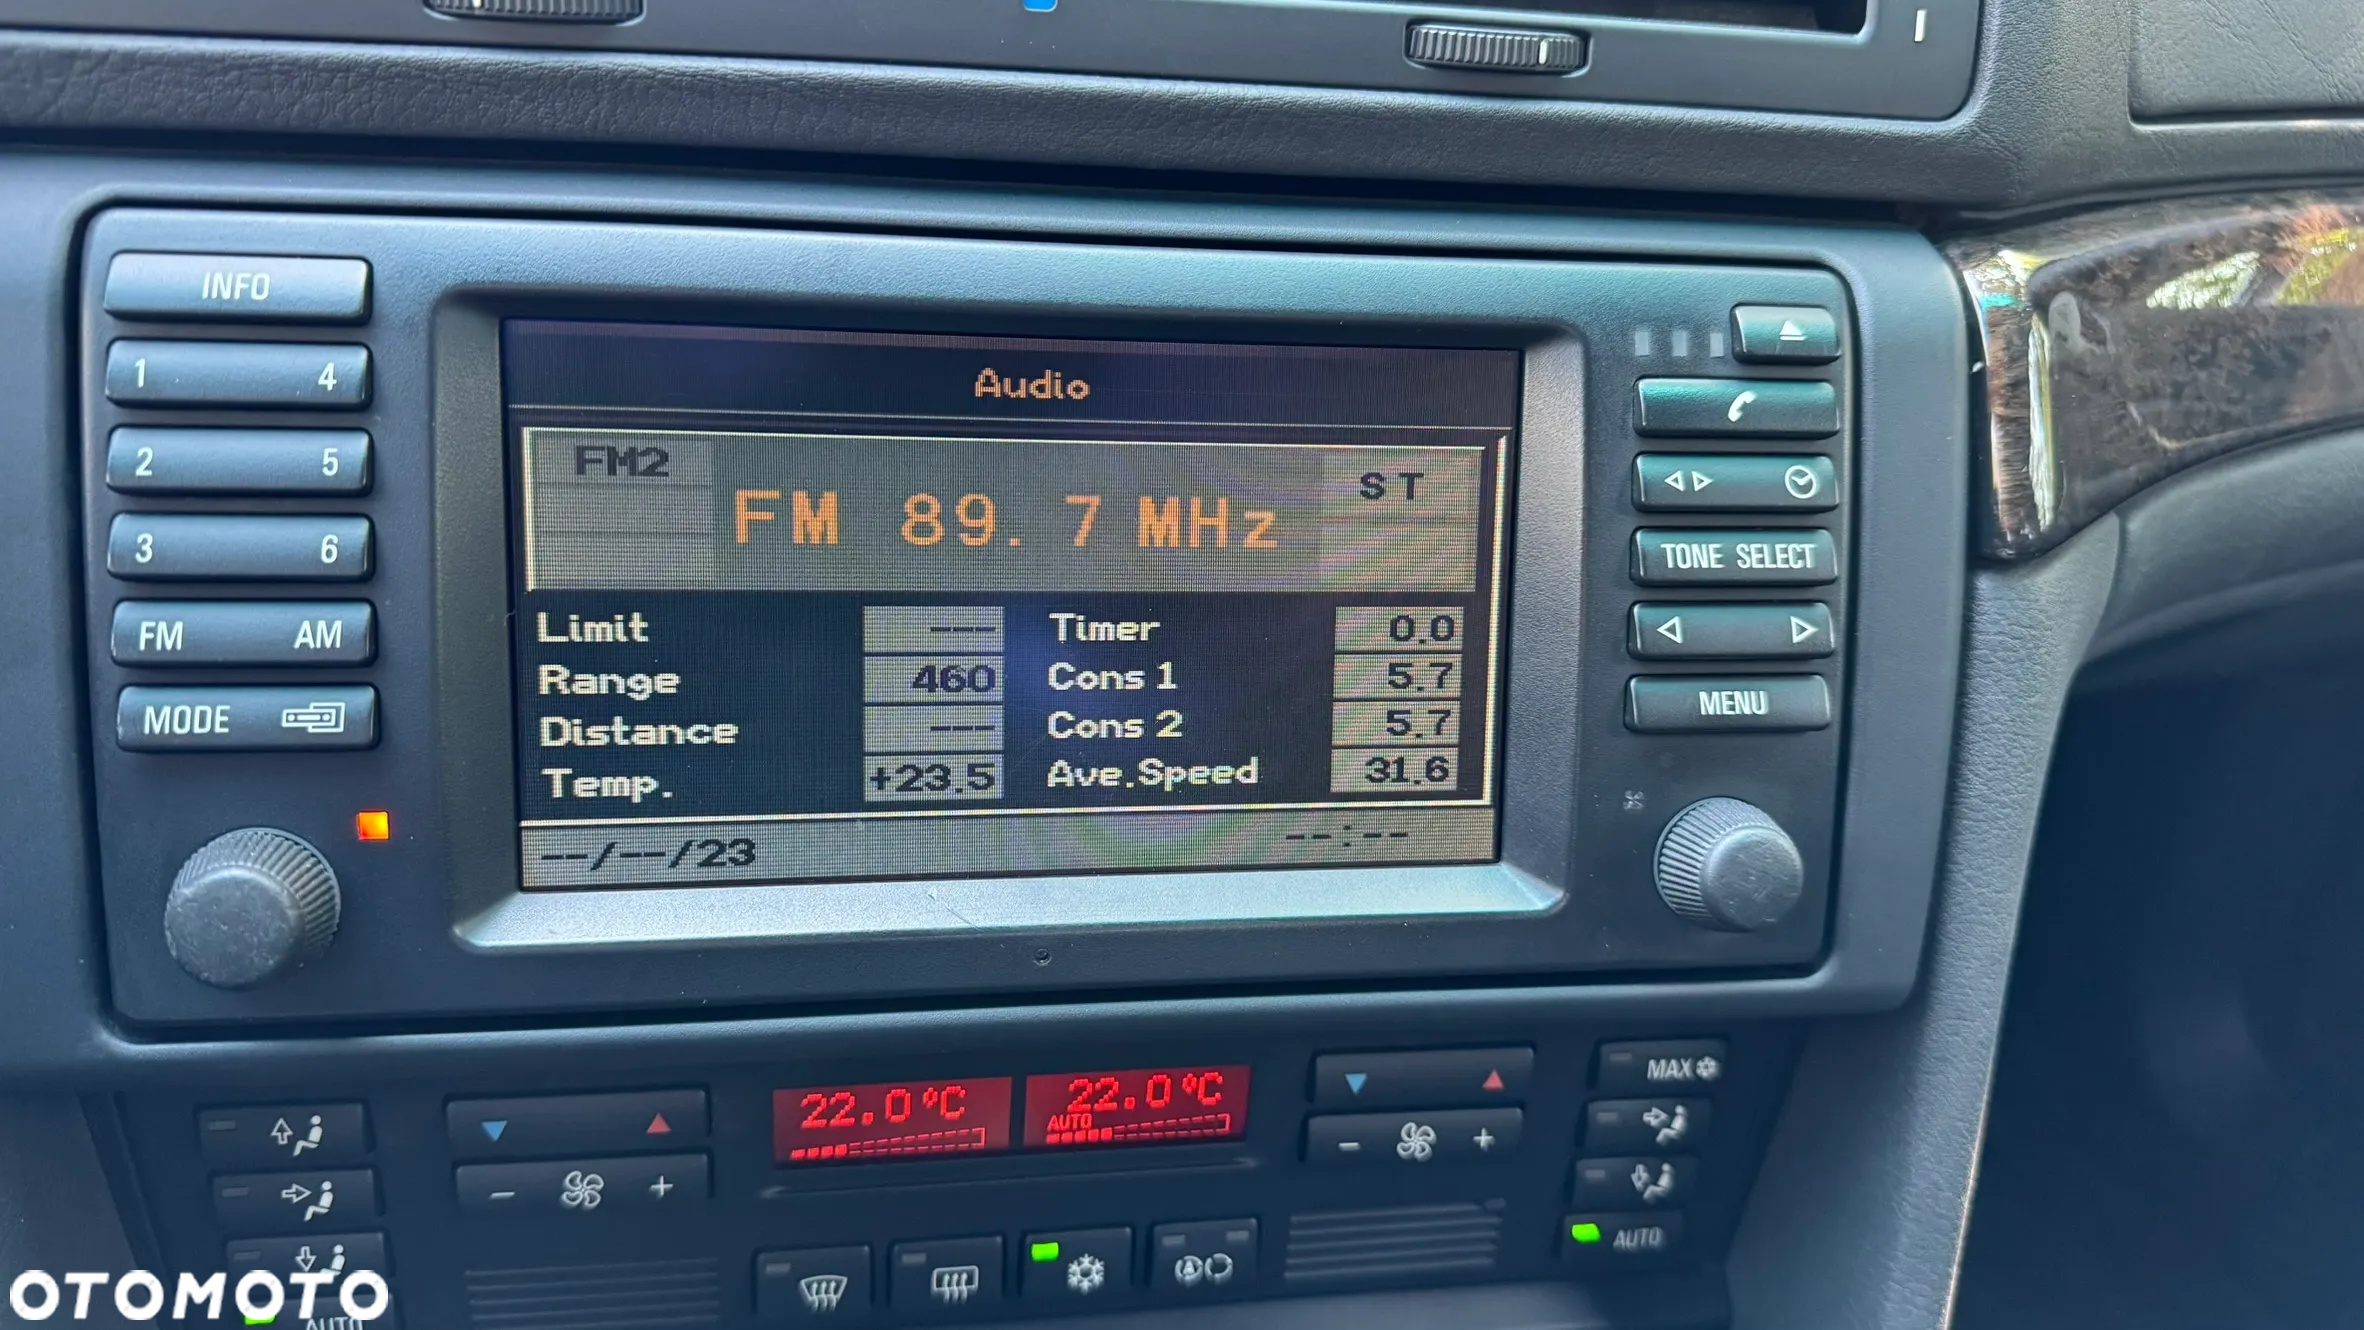 INFO
1 4
2 5
3 6
FM AM
MODE
Audio
FM2
FM 89.7 MHz
ST
Limit ---
Range 460
Distance ---
Temp. +23.5
Timer 0.0
Cons 1 5.7
Cons 2 5.7
Ave.Speed 31.6
--/--/23
--:--
TONE SELECT
MENU
22.0°C
22.0°C
AUTO
- +
- +
MAX
AUTO
AUTO
OTOMOTO